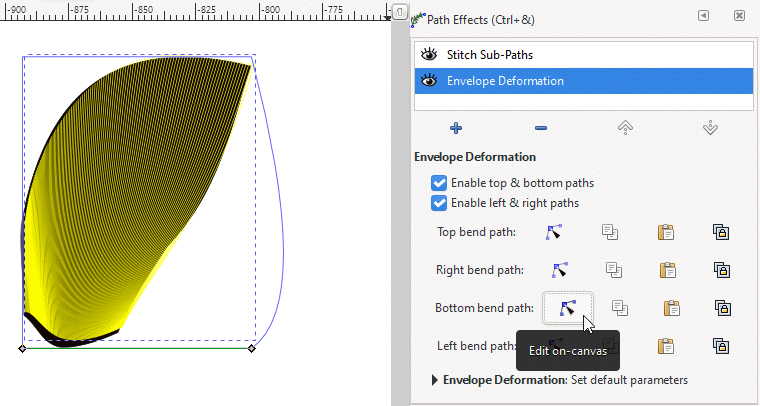 -900 -875 -850 -825 -800 -775
Path Effects (Ctrl+&)
Stitch Sub-Paths
Envelope Deformation
Envelope Deformation
Enable top & bottom paths
Enable left & right paths
Top bend path:
Right bend path:
Bottom bend path:
Left bend path:
Edit on-canvas
Envelope Deformation: Set default parameters